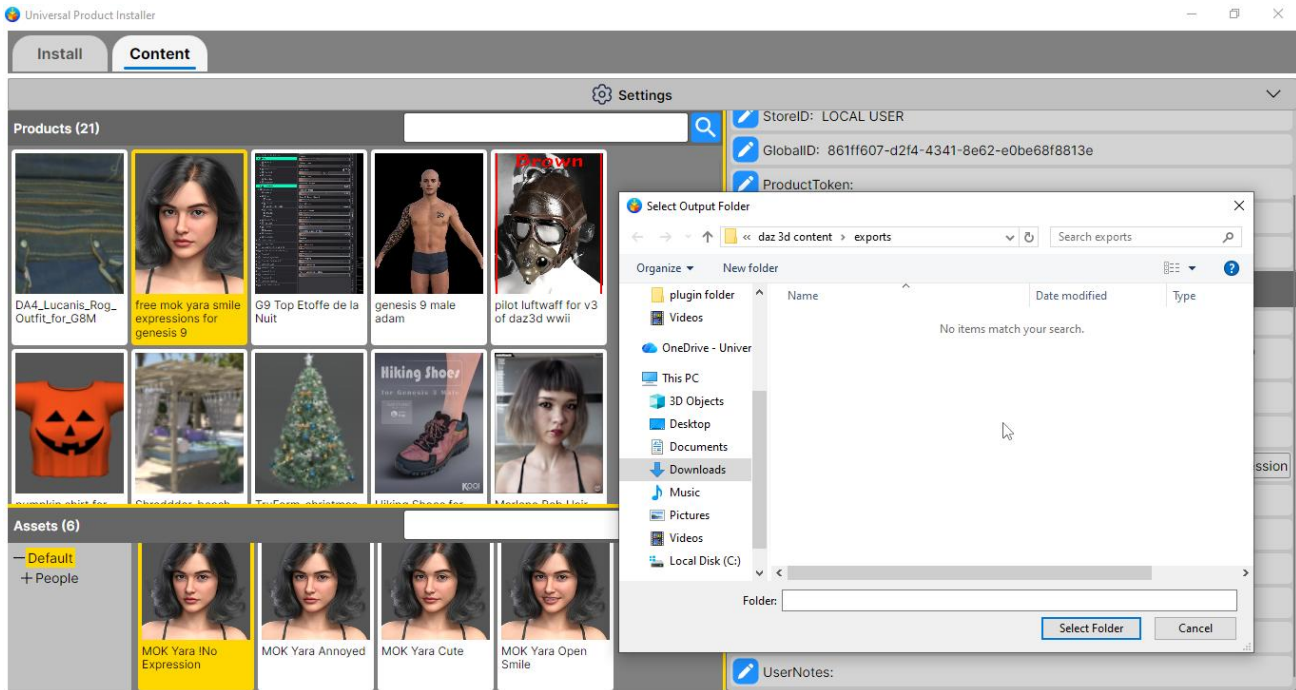 Universal Product Installer
Install
Content
Settings
Products (21)
DA4_Lucanis_Rog_
Outfit_for_G8M
free mok yara smile
expressions for
genesis 9
G9 Top Etoffe de la
Nuit
genesis 9 male
adam
Brown
pilot luftwaff for v3
of daz3d wwii
Hiking Shoes
for Genesis 3 Male
KOOI
Assets (6)
Default
People
MOK Yara !No
Expression
MOK Yara Annoyed
MOK Yara Cute
MOK Yara Open
Smile
StoreID: LOCAL USER
GlobalID: 861ff607-d2f4-4341-8e62-e0be68f8813e
ProductToken:
Select Output Folder
« daz 3d content › exports
Search exports
Organize
New folder
plugin folder
Videos
OneDrive - Univer
This PC
3D Objects
Desktop
Documents
Downloads
Music
Pictures
Videos
Local Disk (C:)
Name
Date modified
Type
No items match your search.
Folder:
Select Folder
Cancel
ssion
UserNotes: